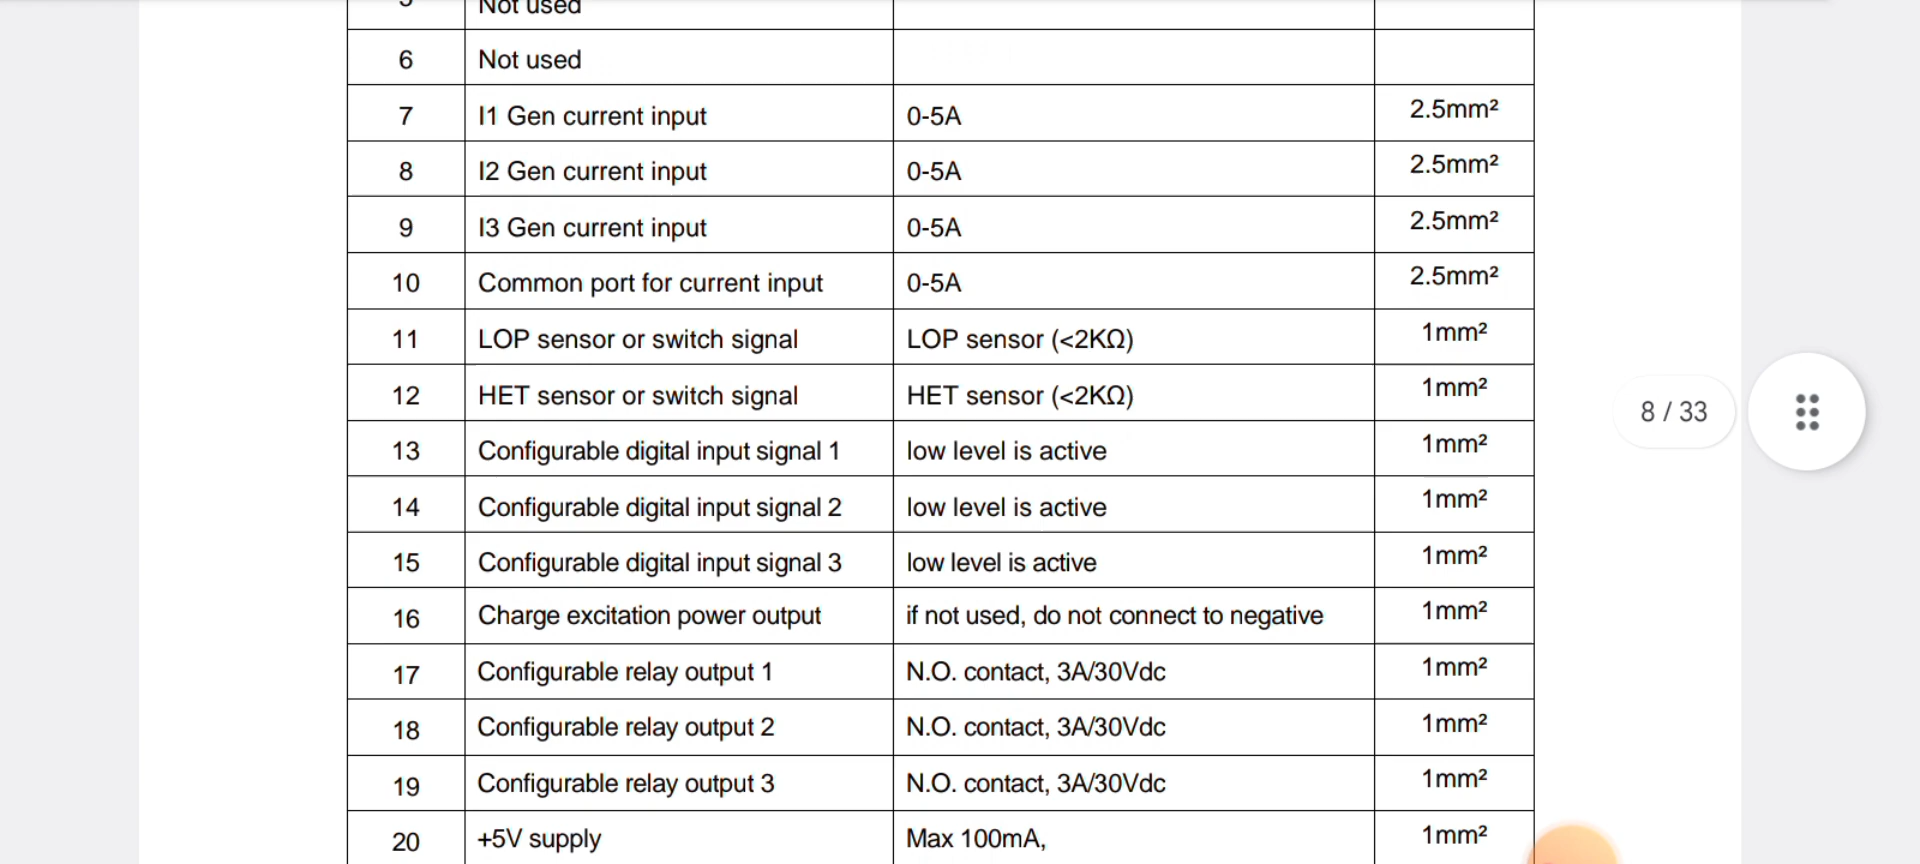 5 Not used
6 Not used
7 I1 Gen current input 0-5A 2.5mm²
8 I2 Gen current input 0-5A 2.5mm²
9 I3 Gen current input 0-5A 2.5mm²
10 Common port for current input 0-5A 2.5mm²
11 LOP sensor or switch signal LOP sensor (<2KΩ) 1mm²
12 HET sensor or switch signal HET sensor (<2KΩ) 1mm²
13 Configurable digital input signal 1 low level is active 1mm²
14 Configurable digital input signal 2 low level is active 1mm²
15 Configurable digital input signal 3 low level is active 1mm²
16 Charge excitation power output if not used, do not connect to negative 1mm²
17 Configurable relay output 1 N.O. contact, 3A/30Vdc 1mm²
18 Configurable relay output 2 N.O. contact, 3A/30Vdc 1mm²
19 Configurable relay output 3 N.O. contact, 3A/30Vdc 1mm²
20 +5V supply Max 100mA, 1mm²
8 / 33